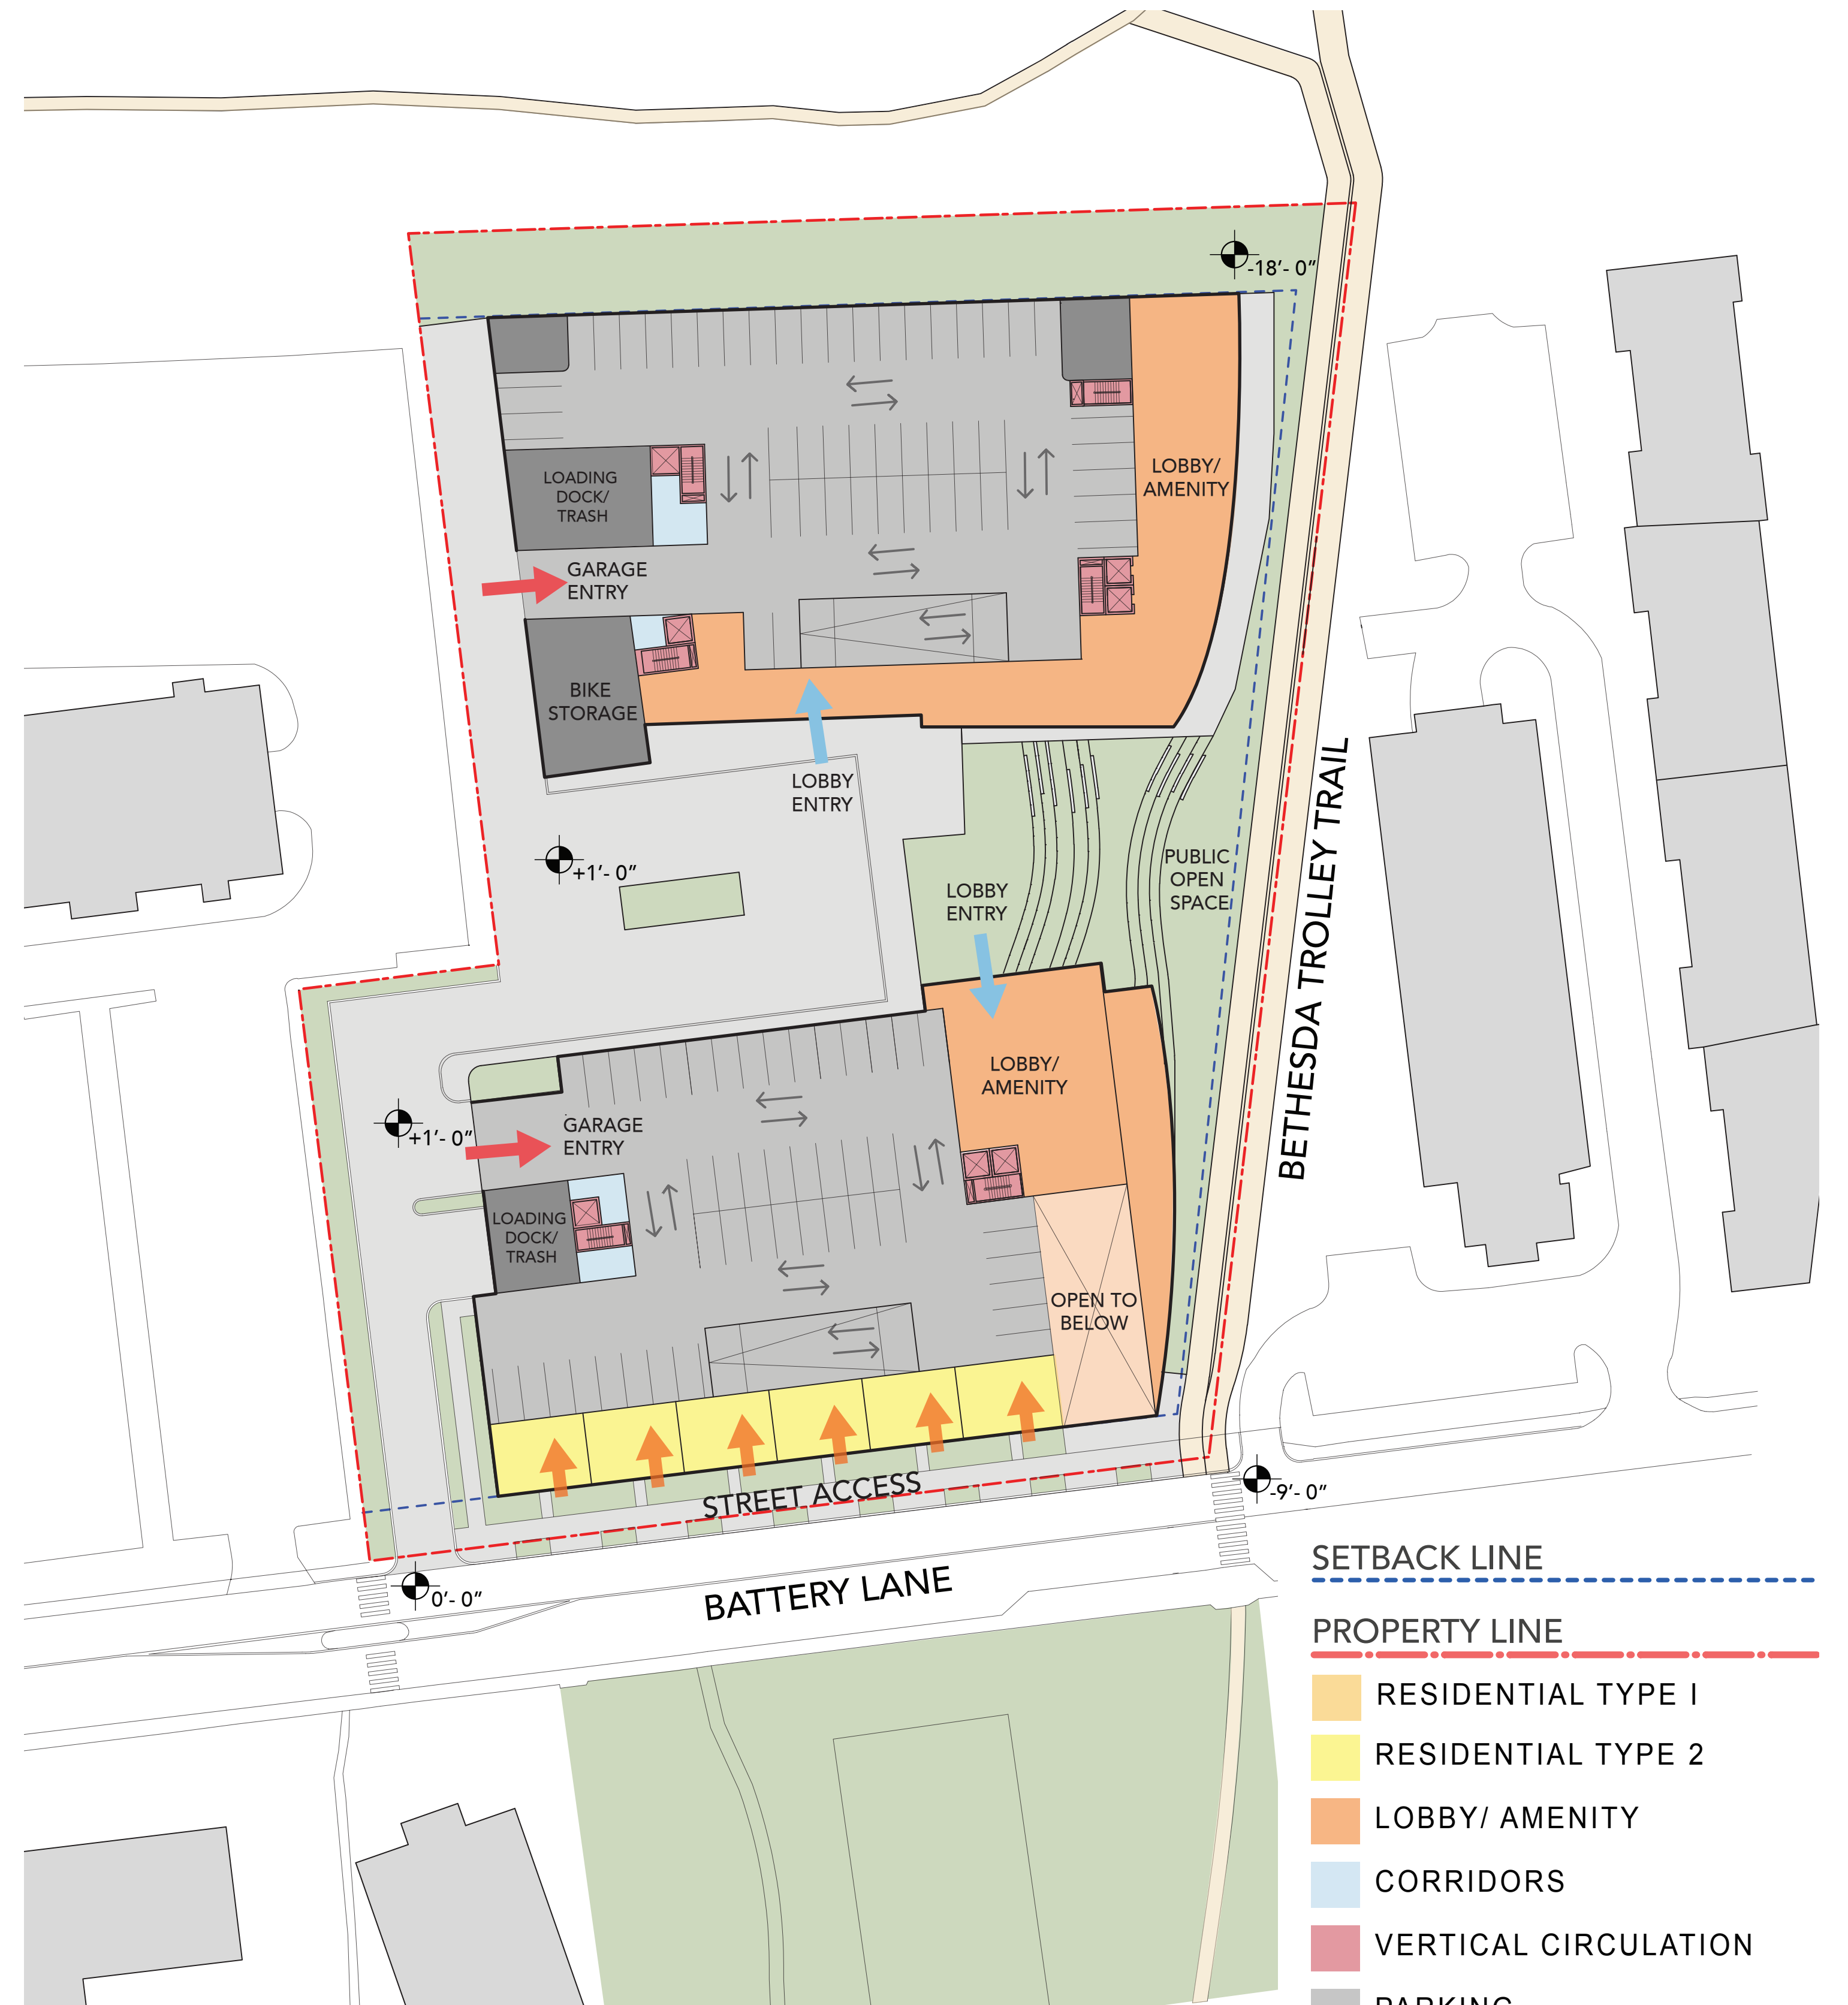 -18'- 0"
LOBBY/
AMENITY
LOADING
DOCK/
TRASH
GARAGE
ENTRY
BIKE
STORAGE
LOBBY
ENTRY
+1'- 0"
PUBLIC
OPEN
SPACE
LOBBY
ENTRY
BETHESDA TROLLEY TRAIL
LOBBY/
AMENITY
+1'- 0"
GARAGE
ENTRY
LOADING
DOCK/
TRASH
OPEN TO
BELOW
STREET ACCESS
-9'- 0"
0'- 0"
BATTERY LANE
SETBACK LINE
PROPERTY LINE
RESIDENTIAL TYPE I
RESIDENTIAL TYPE 2
LOBBY/ AMENITY
CORRIDORS
VERTICAL CIRCULATION
PARKING